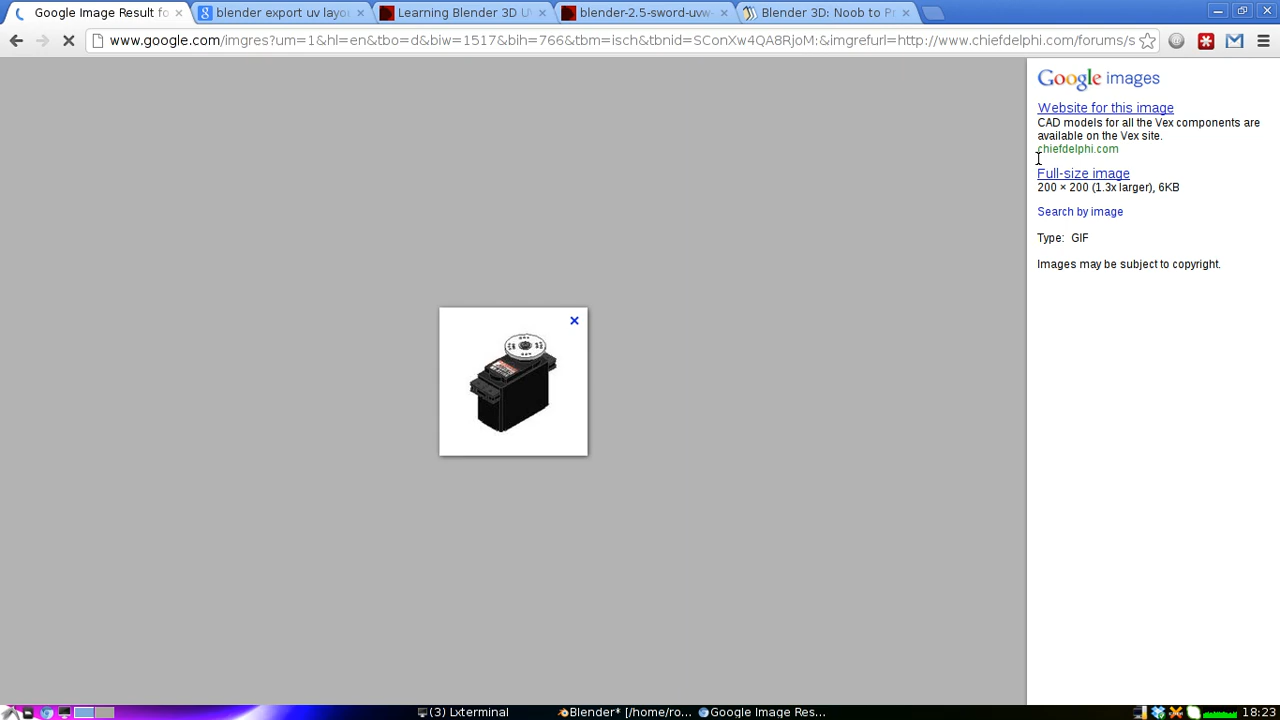 Google Image Result fo
blender export uv layou
Learning Blender 3D U
blender-2.5-sword-uvw-
Blender 3D: Noob to Pr
www.google.com/imgres?um=1&hl=en&tbo=d&biw=1517&bih=766&tbm=isch&tbnid=SConXw4QA8RjoM:&imgrefurl=http://www.chiefdelphi.com/forums/s
Google images
Website for this image
CAD models for all the Vex components are
available on the Vex site.
chiefdelphi.com
Full-size image
200 × 200 (1.3x larger), 6KB
Search by image
Type: GIF
Images may be subject to copyright.
(3) Lxterminal
Blender* [/home/ro...
Google Image Res...
18:23